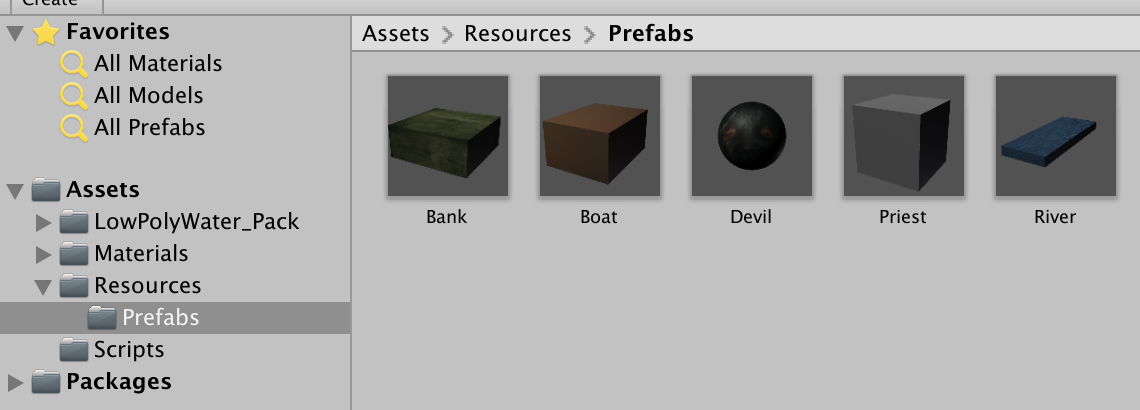 Create
Favorites
All Materials
All Models
All Prefabs
Assets
LowPolyWater_Pack
Materials
Resources
Prefabs
Scripts
Packages
Assets Resources Prefabs
Bank Boat Devil Priest River